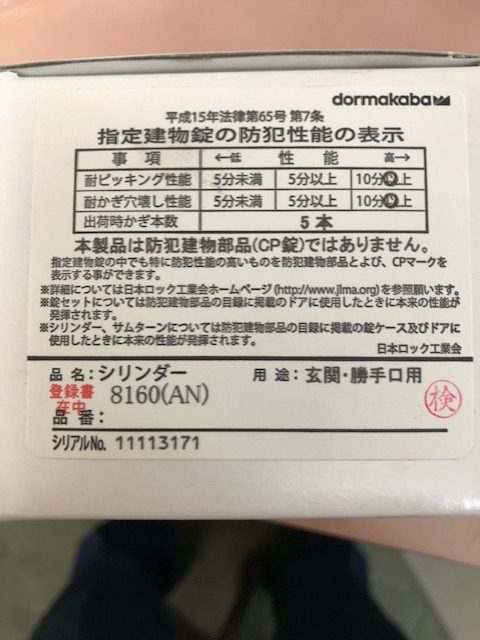 dormakaba
平成15年法律第65号 第7条
指定建物錠の防犯性能の表示
事項 ←低 性能 高→
耐ピッキング性能 5分未満 5分以上 10分以上
耐かぎ穴壊し性能 5分未満 5分以上 10分以上
出荷時かぎ本数 5本
本製品は防犯建物部品(CP錠)ではありません。
指定建物錠の中でも特に防犯性能の高いものを防犯建物部品とよび、CPマークを
表示する事ができます。
※詳細については日本ロック工業会ホームページ(http://www.jlma.org)を参照願います。
※錠セットについては防犯建物部品の目録に掲載のドアに使用したときに本来の性能が
発揮されます。
※シリンダー、サムターンについては防犯建物部品の目録に掲載の錠ケース及びドアに
使用したときに本来の性能が発揮されます。
日本ロック工業会
品名:シリンダー 用途:玄関・勝手口用
登録書
在中
8160(AN)
検
品番:
シリアルNo. 11113171